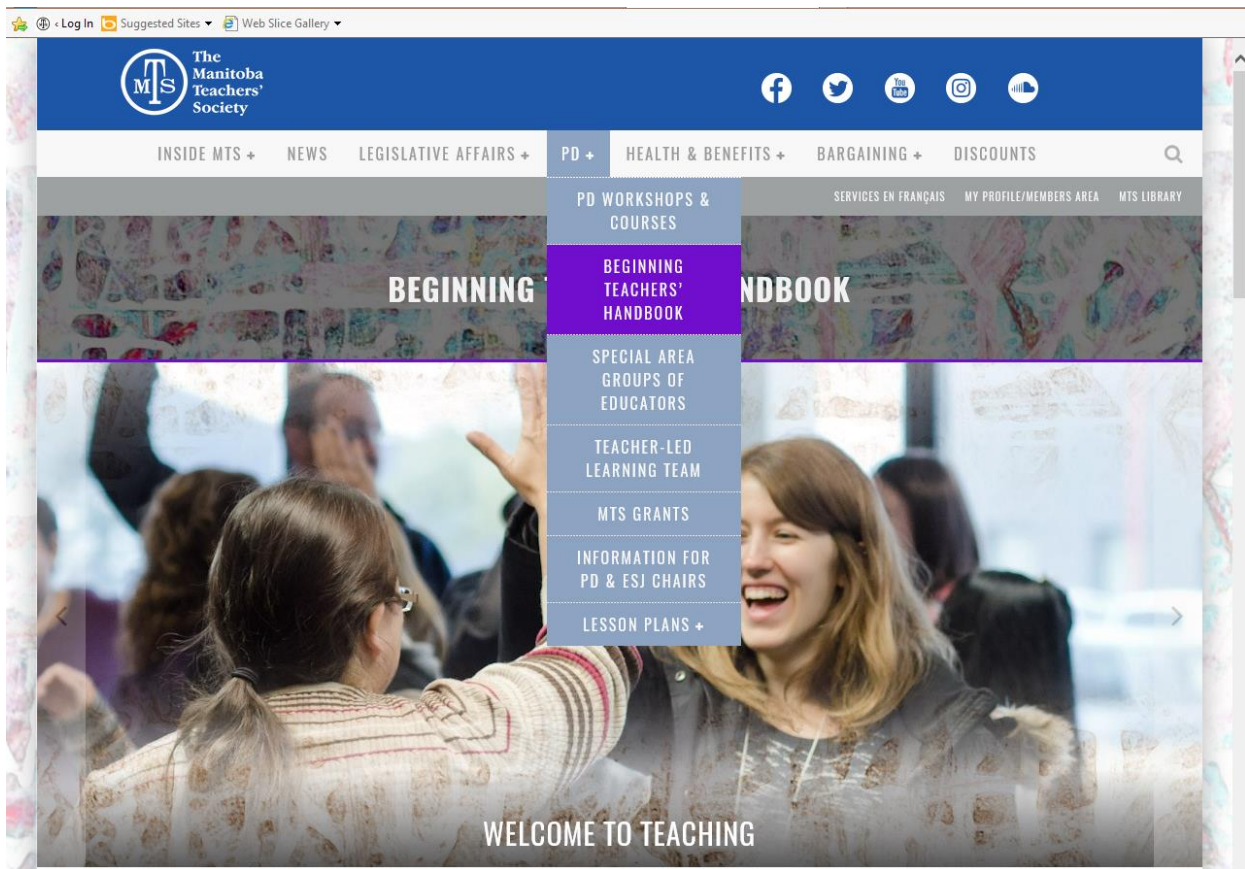 ‹ Log In Suggested Sites ▾ Web Slice Gallery ▾
MTS
The
Manitoba
Teachers'
Society
You
Tube
INSIDE MTS + NEWS LEGISLATIVE AFFAIRS + PD + HEALTH & BENEFITS + BARGAINING + DISCOUNTS
SERVICES EN FRANÇAIS MY PROFILE/MEMBERS AREA MTS LIBRARY
PD WORKSHOPS &
COURSES
BEGINNING
TEACHERS'
HANDBOOK
SPECIAL AREA
GROUPS OF
EDUCATORS
TEACHER-LED
LEARNING TEAM
MTS GRANTS
INFORMATION FOR
PD & ESJ CHAIRS
LESSON PLANS +
BEGINNING NDBOOK
WELCOME TO TEACHING